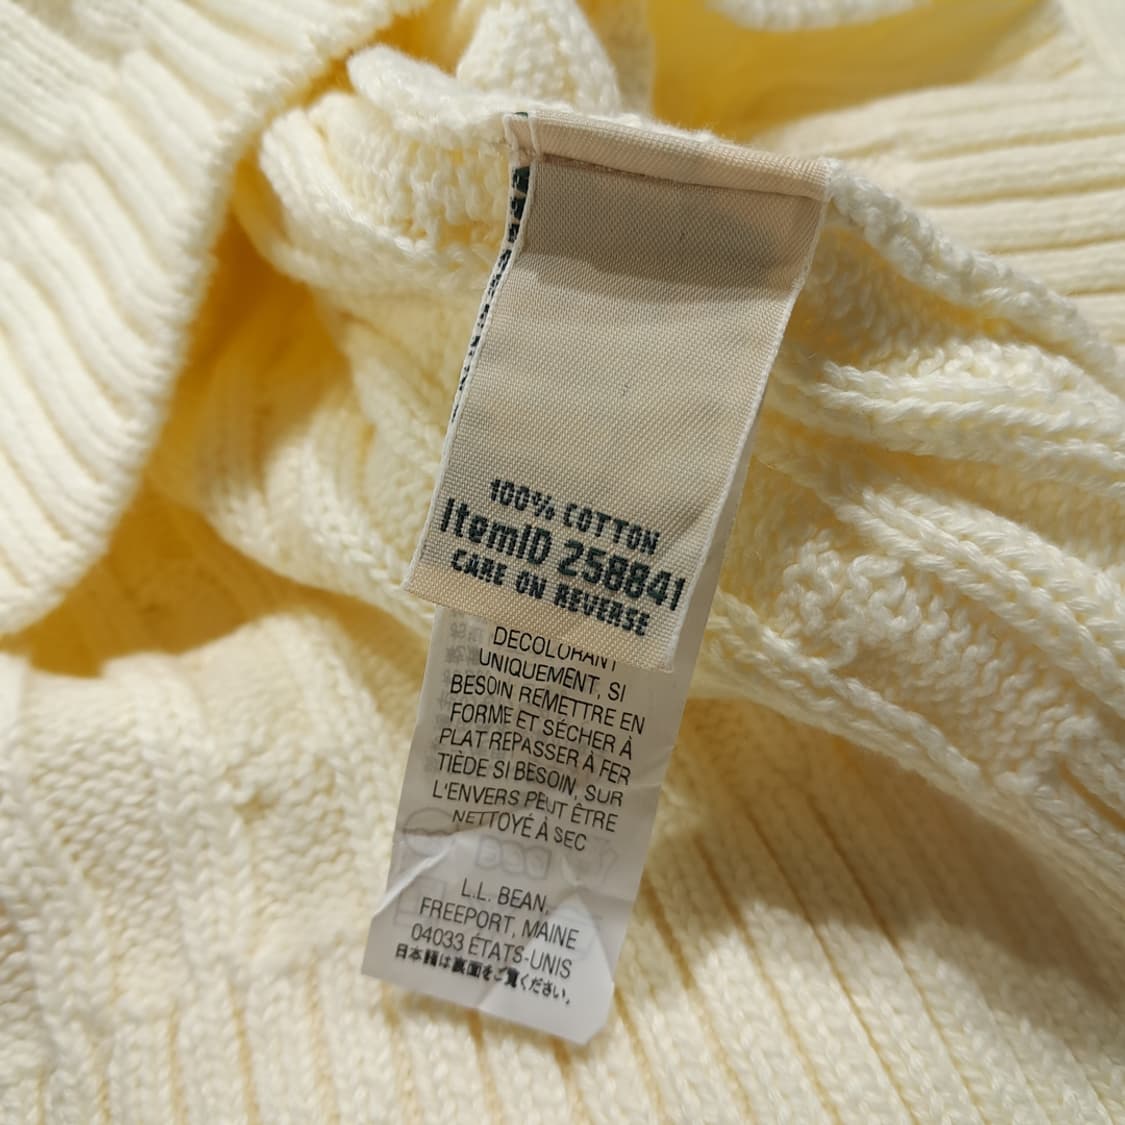 100% COTTON
ItemID 258841
CARE ON REVERSE
DECOLORANT
UNIQUEMENT, SI
BESOIN REMETTRE EN
FORME ET SÉCHER À
PLAT REPASSER À FER
TIÈDE SI BESOIN, SUR
L'ENVERS PEUT ÊTRE
NETTOYÉ À SEC
L.L. BEAN,
FREEPORT, MAINE
04033 ÉTATS-UNIS
日本語は裏面をご覧ください。